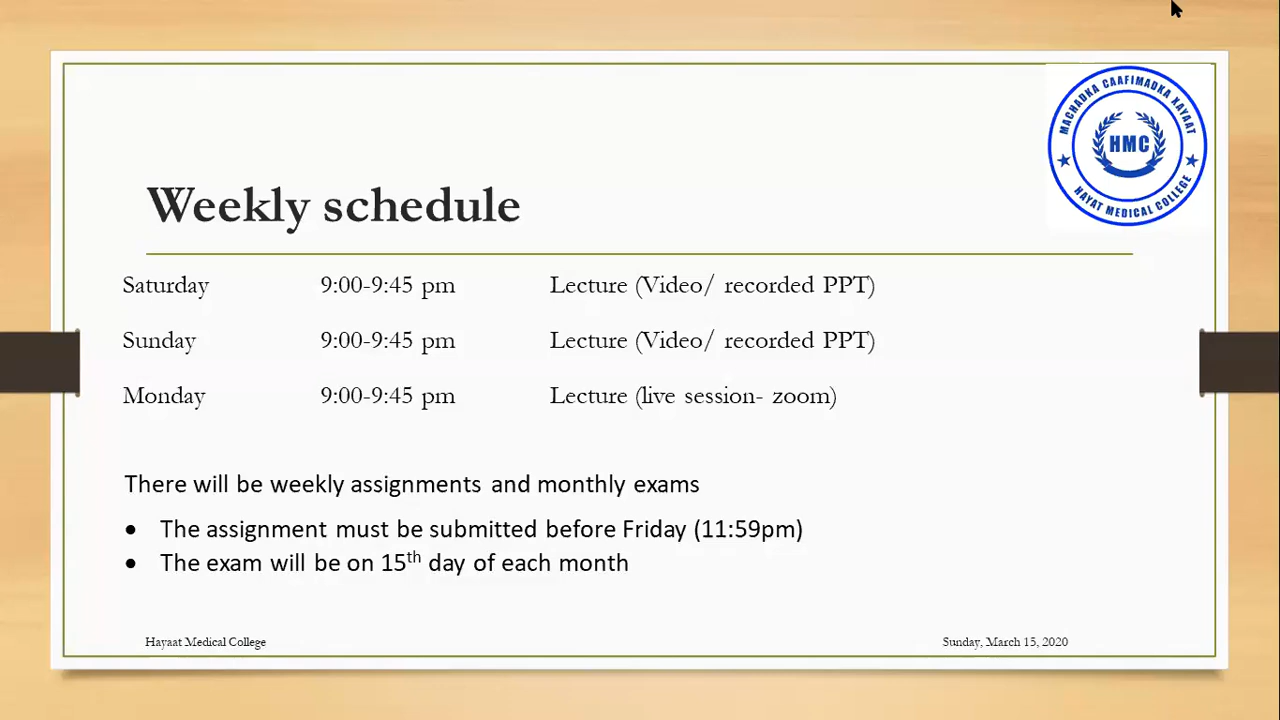 MACHADKA CAAFIMADKA XAYAAT
HMC
HAYAT MEDICAL COLLEGE
Weekly schedule
Saturday 9:00-9:45 pm Lecture (Video/ recorded PPT)
Sunday 9:00-9:45 pm Lecture (Video/ recorded PPT)
Monday 9:00-9:45 pm Lecture (live session- zoom)
There will be weekly assignments and monthly exams
• The assignment must be submitted before Friday (11:59pm)
• The exam will be on 15th day of each month
Hayaat Medical College Sunday, March 15, 2020